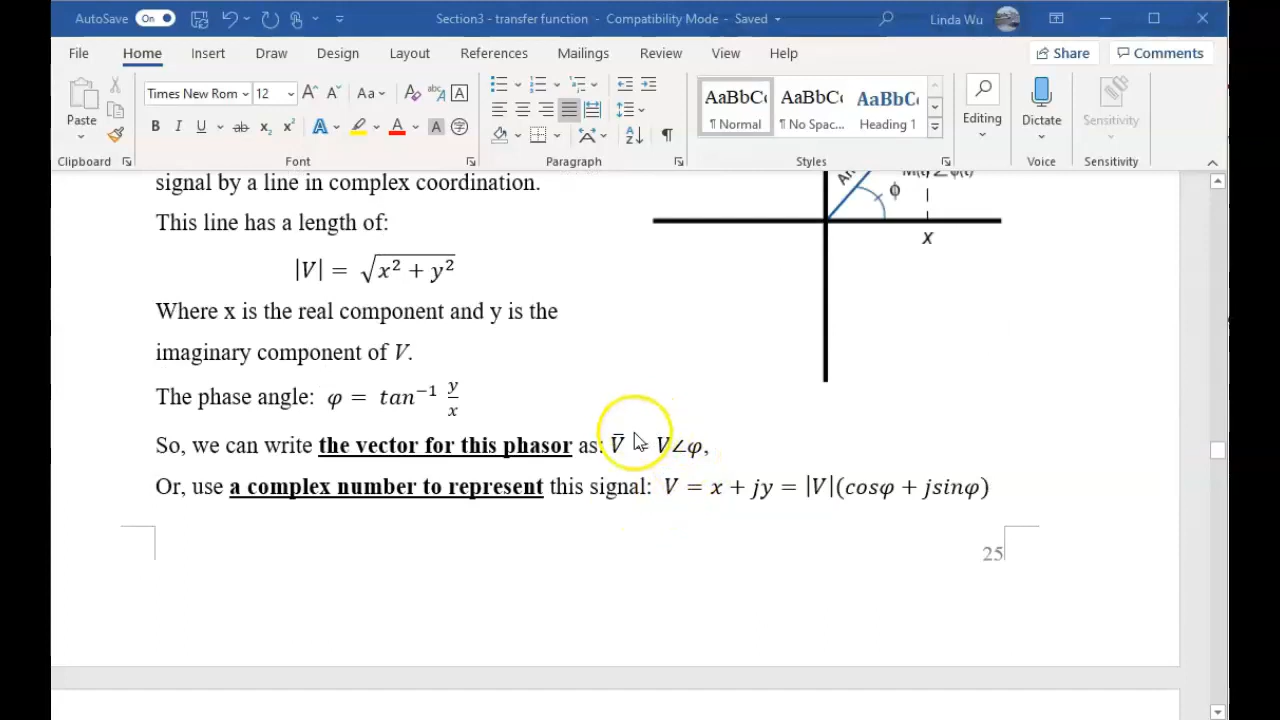 AutoSave On Section3 - transfer function - Compatibility Mode - Saved Linda Wu
File Home Insert Draw Design Layout References Mailings Review View Help Share Comments
Paste Times New Rom 12 A A Aa A abc A
B I U ab x₂ x² A A A
AaBbCc AaBbCc AaBbCc
¶ Normal ¶ No Spac... Heading 1
Editing Dictate Sensitivity
Clipboard Font Paragraph Styles Voice Sensitivity
signal by a line in complex coordination.
ϕ
This line has a length of:
x
|V| = √x² + y²
Where x is the real component and y is the
imaginary component of V.
The phase angle: φ = tan⁻¹ y/x
So, we can write the vector for this phasor as: V̅ = V∠φ,
Or, use a complex number to represent this signal: V = x + jy = |V|(cosφ + jsinφ)
25